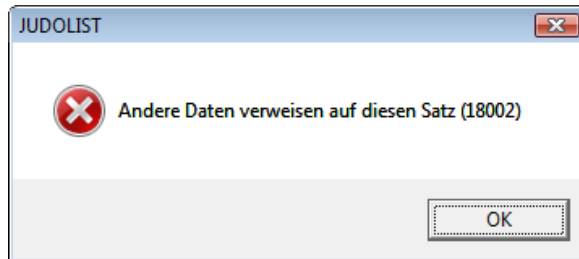 JUDOLIST
Andere Daten verweisen auf diesen Satz (18002)
OK